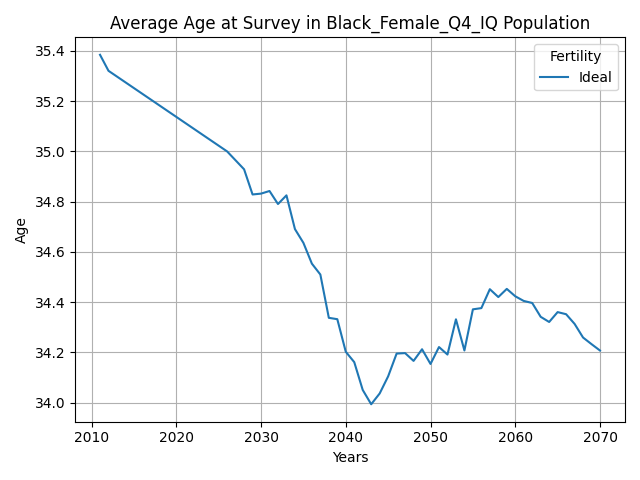 Average Age at Survey in Black_Female_Q4_IQ Population
Fertility
Ideal
35.4
35.2
35.0
34.8
34.6
34.4
34.2
34.0
Age
2010 2020 2030 2040 2050 2060 2070
Years